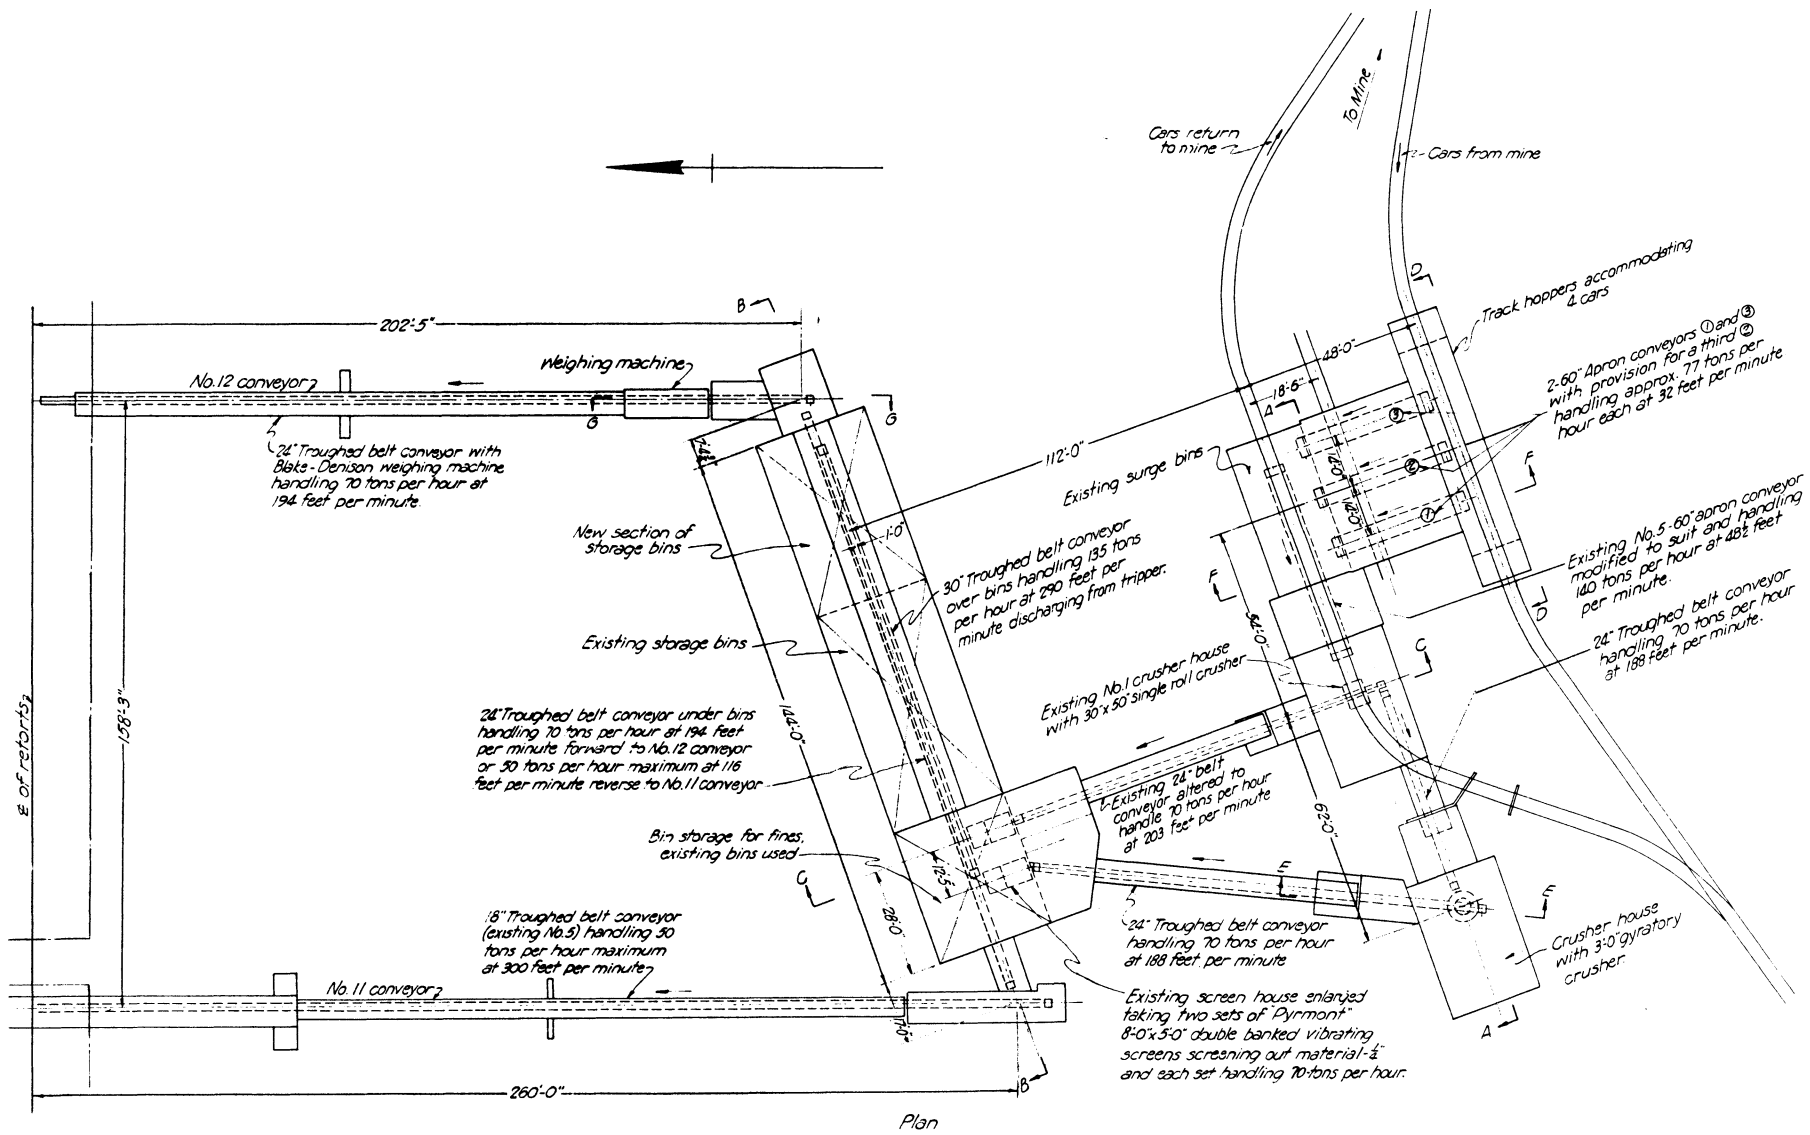 To Mine
Cars return
to mine
Cars from mine
202'-5"
B
D
Track hoppers accommodating
4 cars
Weighing machine
No.12 conveyor
48'-0"
18'-6"
A
2-60" Apron conveyors ① and ③
with provision for a third ②
handling approx. 77 tons per
hour each at 32 feet per minute
G
G
③
②
①
14'-0"
14'-0"
112'-0"
F
24" Troughed belt conveyor with
Blake-Denison weighing machine
handling 70 tons per hour at
194 feet per minute.
Existing surge bins
New section of
storage bins
1'-0"
30" Troughed belt conveyor
over bins handling 135 tons
per hour at 290 feet per
minute discharging from tripper.
Existing No.5-60" apron conveyor
modified to suit and handling
140 tons per hour at 48½ feet
per minute.
F
D
Existing storage bins
54'-0"
24" Troughed belt conveyor
handling 70 tons per hour
at 188 feet per minute.
C
Existing No.1 crusher house
with 30"x50" single roll crusher
℄ of retorts
158'-3"
144'-0"
24" Troughed belt conveyor under bins
handling 70 tons per hour at 194 feet
per minute forward to No.12 conveyor
or 50 tons per hour maximum at 116
feet per minute reverse to No.11 conveyor
Existing 24" belt
conveyor altered to
handle 70 tons per hour
at 203 feet per minute
62'-0"
Bin storage for fines,
existing bins used
C
12'-5"
28'-0"
E
E
18" Troughed belt conveyor
(existing No.5) handling 50
tons per hour maximum
at 300 feet per minute
24" Troughed belt conveyor
handling 70 tons per hour
at 188 feet per minute
Crusher house
with 3'-0" gyratory
crusher.
No.11 conveyor
17'-0"
Existing screen house enlarged
taking two sets of "Pyrmont"
8'-0"x5'-0" double banked vibrating
screens screening out material-¼"
and each set handling 70 tons per hour.
A
B
260'-0"
Plan